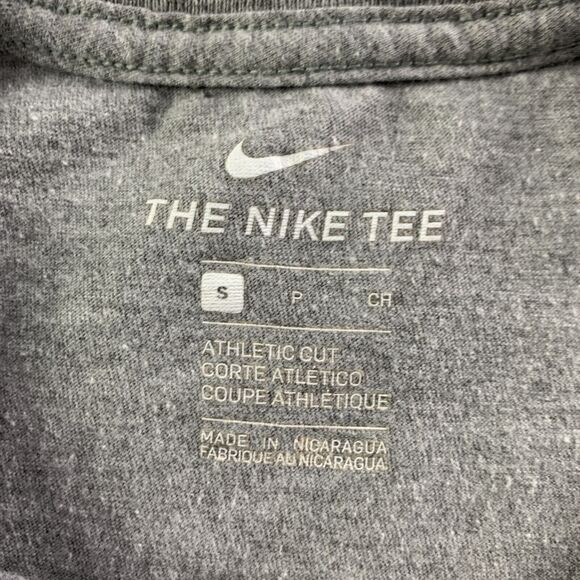 THE NIKE TEE
S P CH
ATHLETIC CUT
CORTE ATLÉTICO
COUPE ATHLÉTIQUE
MADE IN NICARAGUA
FABRIQUE AU NICARAGUA